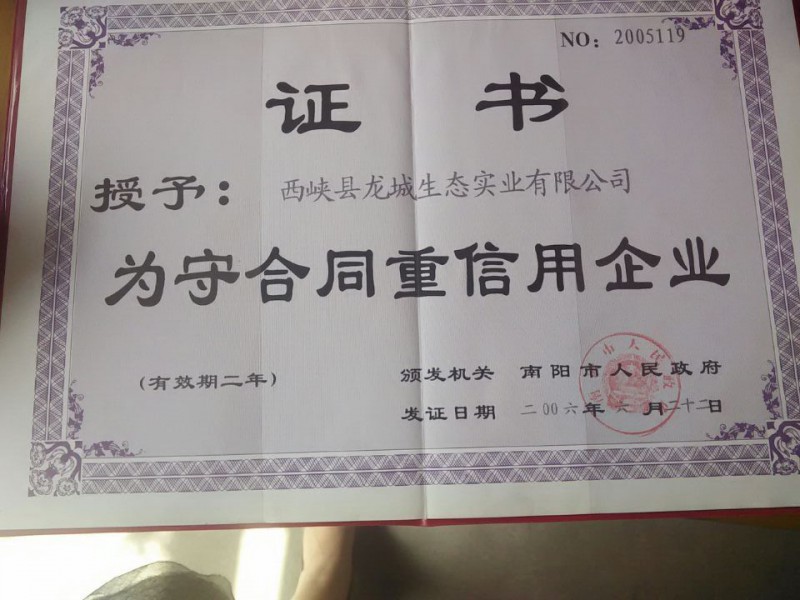 NO: 2005119
证 书
授予： 西峡县龙城生态实业有限公司
为守合同重信用企业
(有效期二年)
颁发机关 南阳市人民政府
发证日期 二00六年六月二十二日